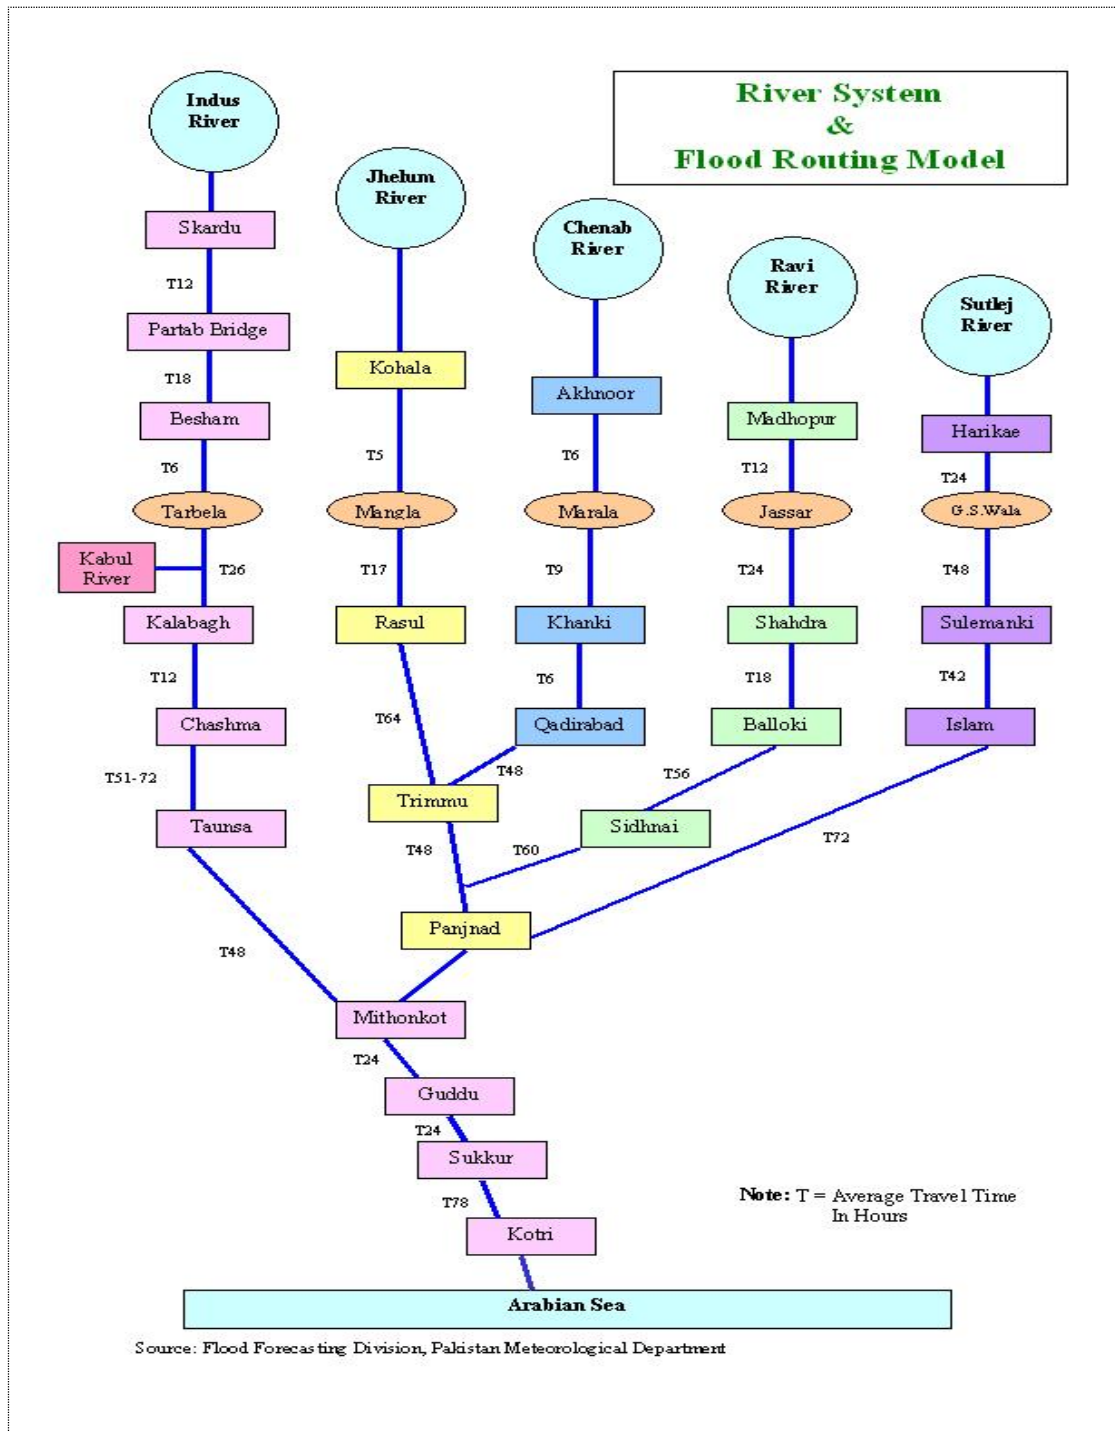 River System
&
Flood Routing Model
Indus
River
Skardu
T12
Partab Bridge
T18
Besham
T6
Tarbela
Kabul
River
T26
Kalabagh
T12
Chashma
T51-72
Taunsa
T48
Jhelum
River
Kohala
T5
Mangla
T17
Rasul
T64
Trimmu
T48
Chenab
River
Akhnoor
T6
Marala
T9
Khanki
T6
Qadirabad
T48
Ravi
River
Madhopur
T12
Jassar
T24
Shahdra
T18
Balloki
T56
Sidhnai
T60
Sutlej
River
Harikae
T24
G.S.Wala
T48
Sulemanki
T42
Islam
T72
Panjnad
Mithonkot
T24
Guddu
T24
Sukkur
T78
Kotri
Note: T = Average Travel Time
In Hours
Arabian Sea
Source: Flood Forecasting Division, Pakistan Meteorological Department